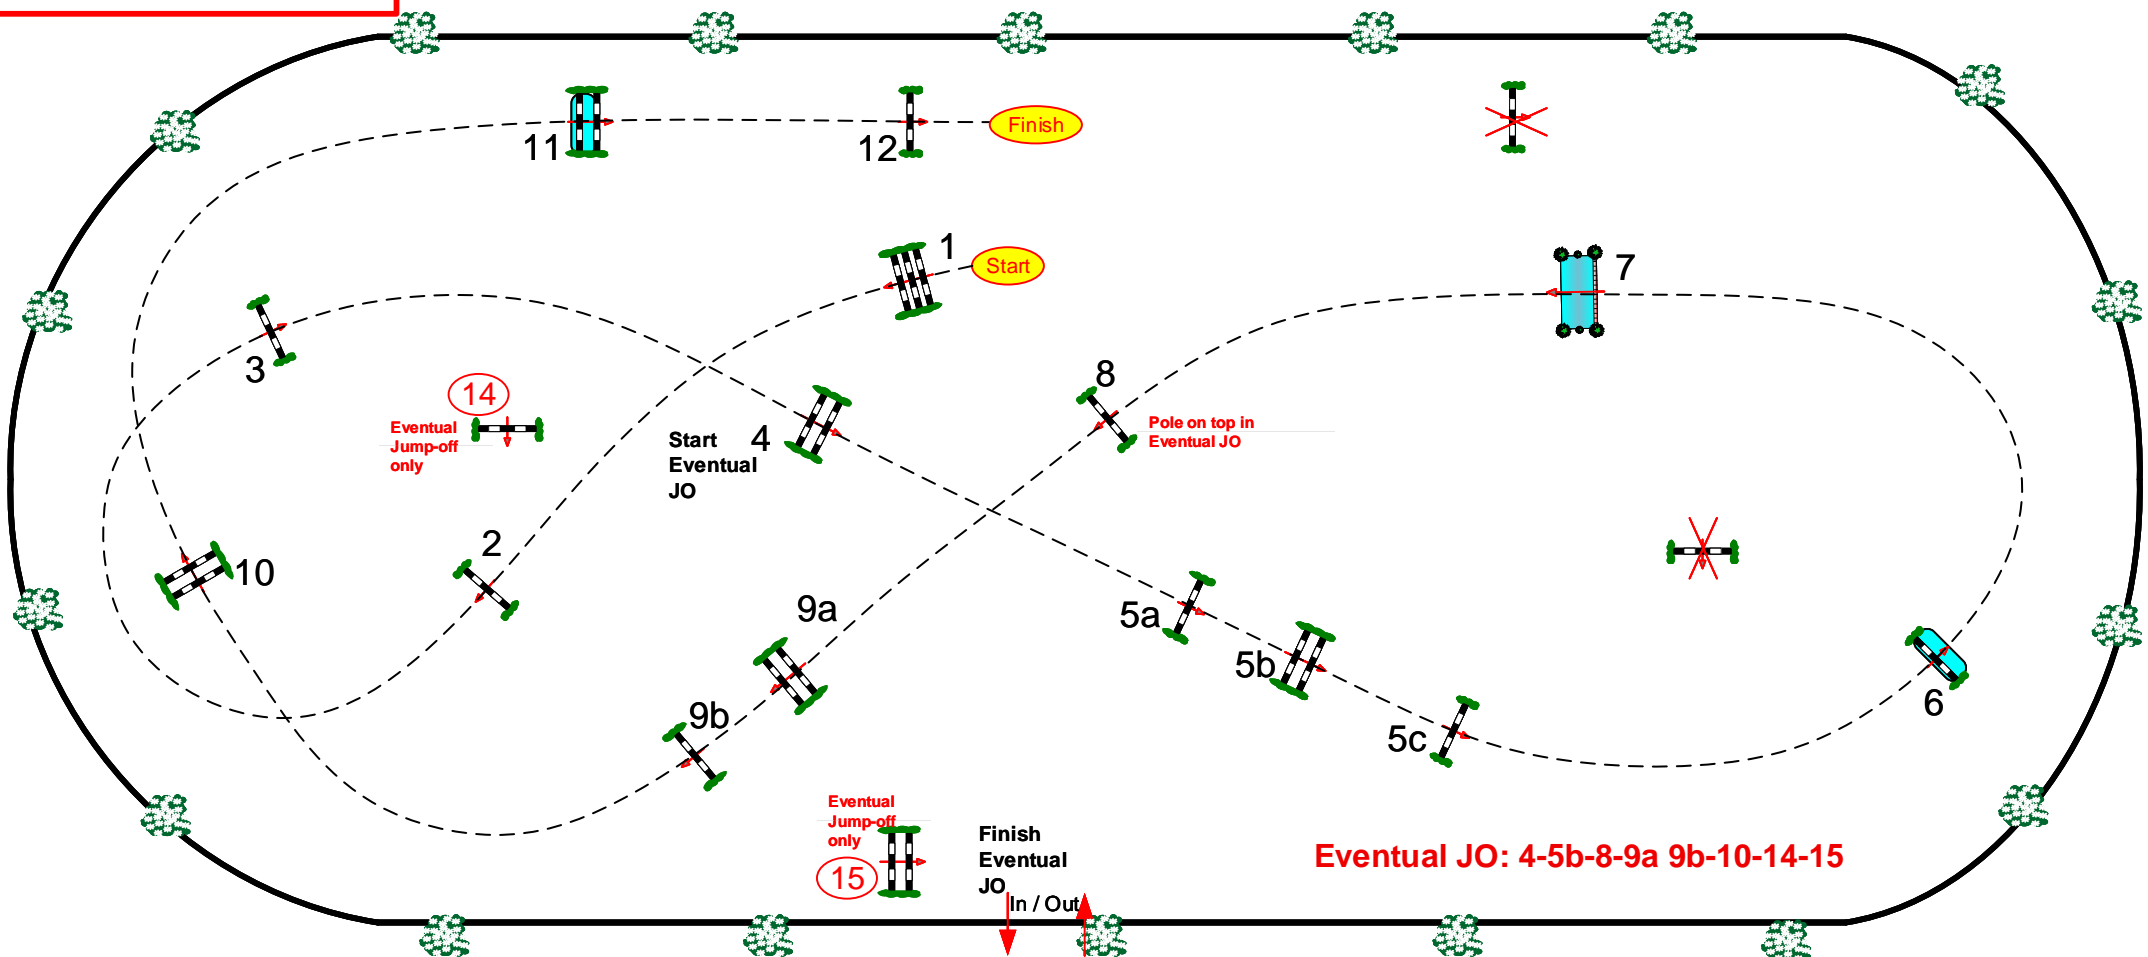 11
12
Finish
1
Start
7
3
14
Eventual
Jump-off
only
8
Pole on top in
Eventual JO
4
Start
Eventual
JO
2
10
9a
5a
5b
5c
6
9b
Eventual
Jump-off
only
15
Finish
Eventual
JO
In / Out
Eventual JO: 4-5b-8-9a 9b-10-14-15